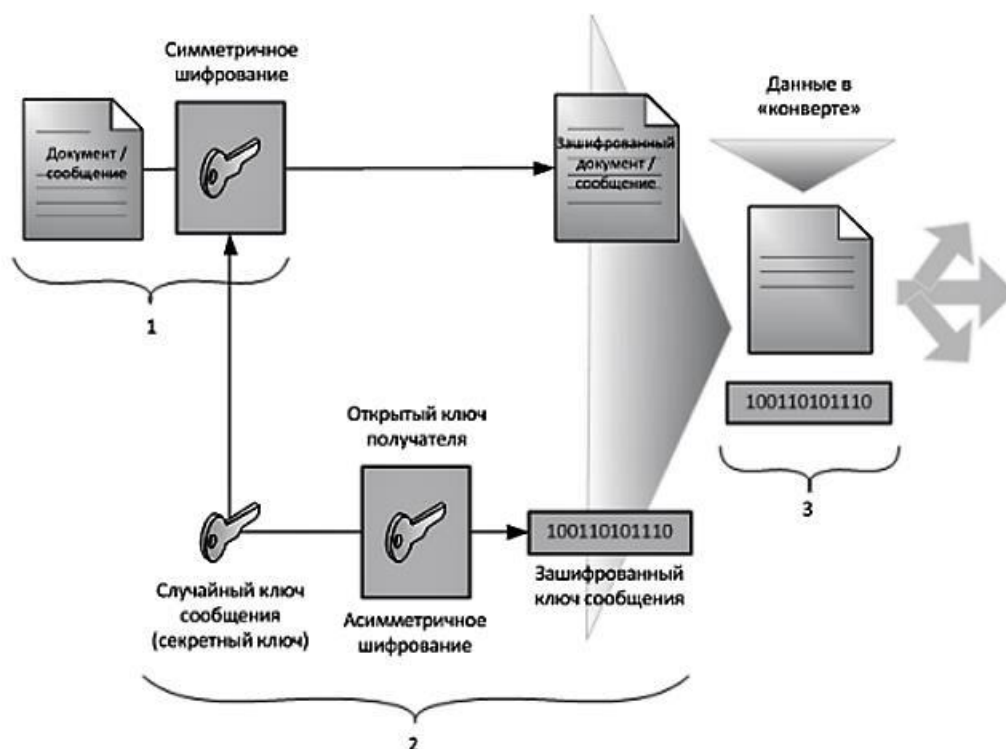 Симметричное
шифрование
Документ /
сообщение
Зашифрованный
документ /
сообщение
Данные в
«конверте»
1
Открытый ключ
получателя
100110101110
3
100110101110
Случайный ключ
сообщения
(секретный ключ)
Асимметричное
шифрование
Зашифрованный
ключ сообщения
2